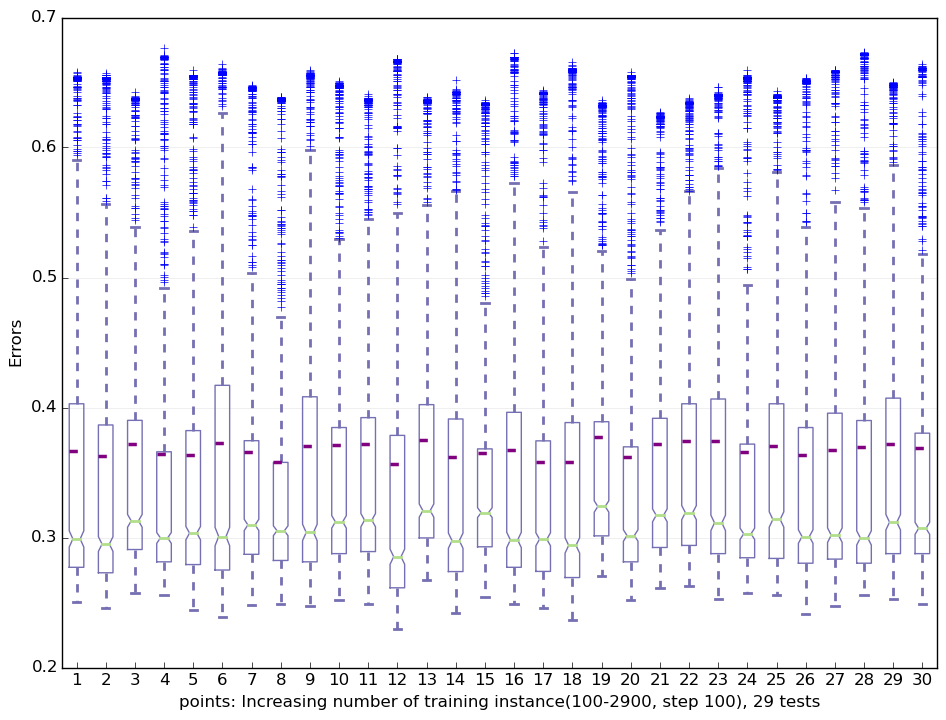 0.7
0.6
0.5
0.4
0.3
0.2
Errors
1 2 3 4 5 6 7 8 9 10 11 12 13 14 15 16 17 18 19 20 21 22 23 24 25 26 27 28 29 30
points: Increasing number of training instance(100-2900, step 100), 29 tests